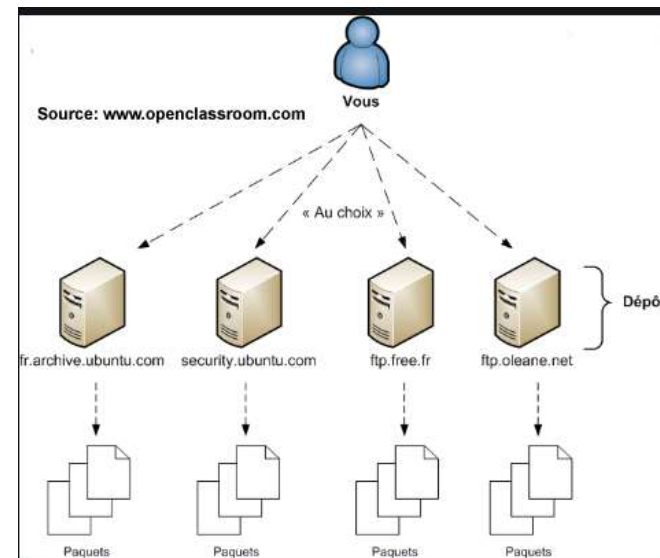 Vous
Source: www.openclassroom.com
« Au choix »
Dépô
fr.archive.ubuntu.com
security.ubuntu.com
ftp.free.fr
ftp.oleane.net
Paquets
Paquets
Paquets
Paquets